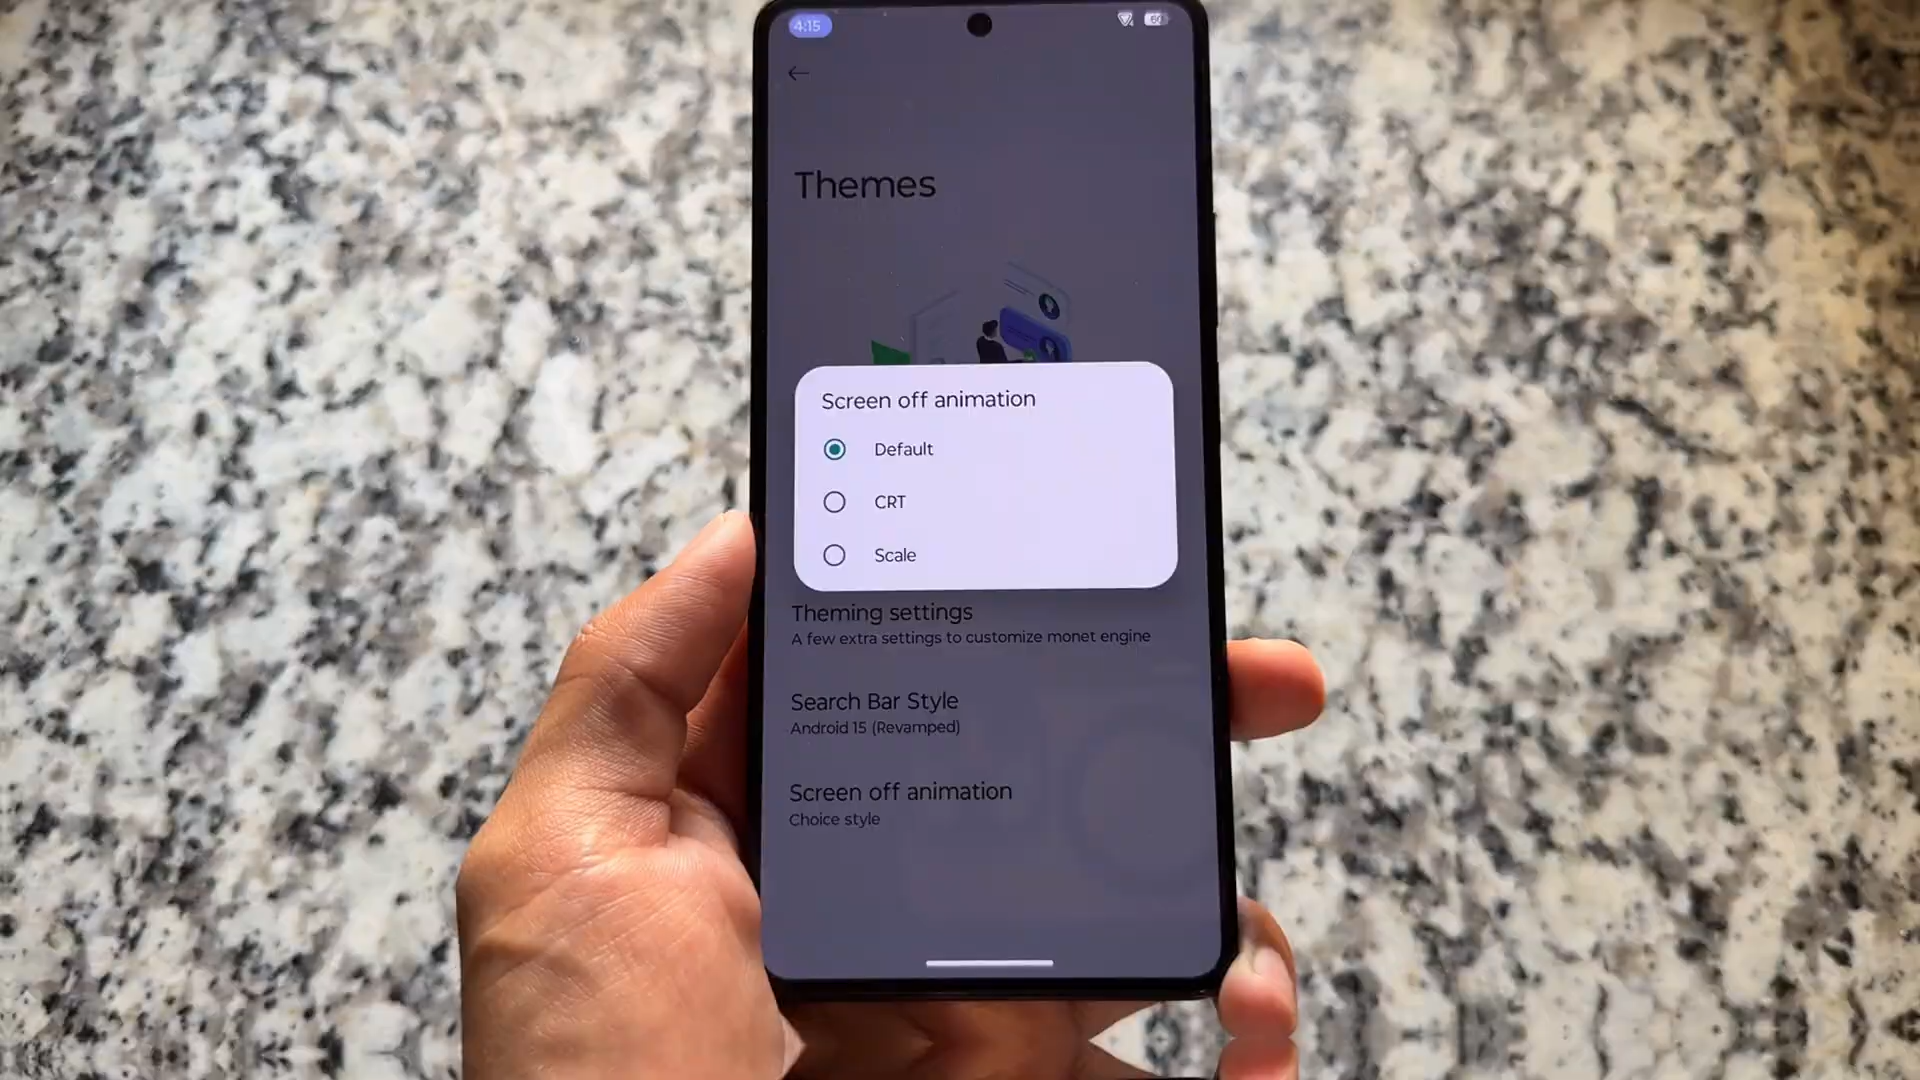 4:15
60
Themes
Screen off animation
Default
CRT
Scale
Theming settings
A few extra settings to customize monet engine
Search Bar Style
Android 15 (Revamped)
Screen off animation
Choice style